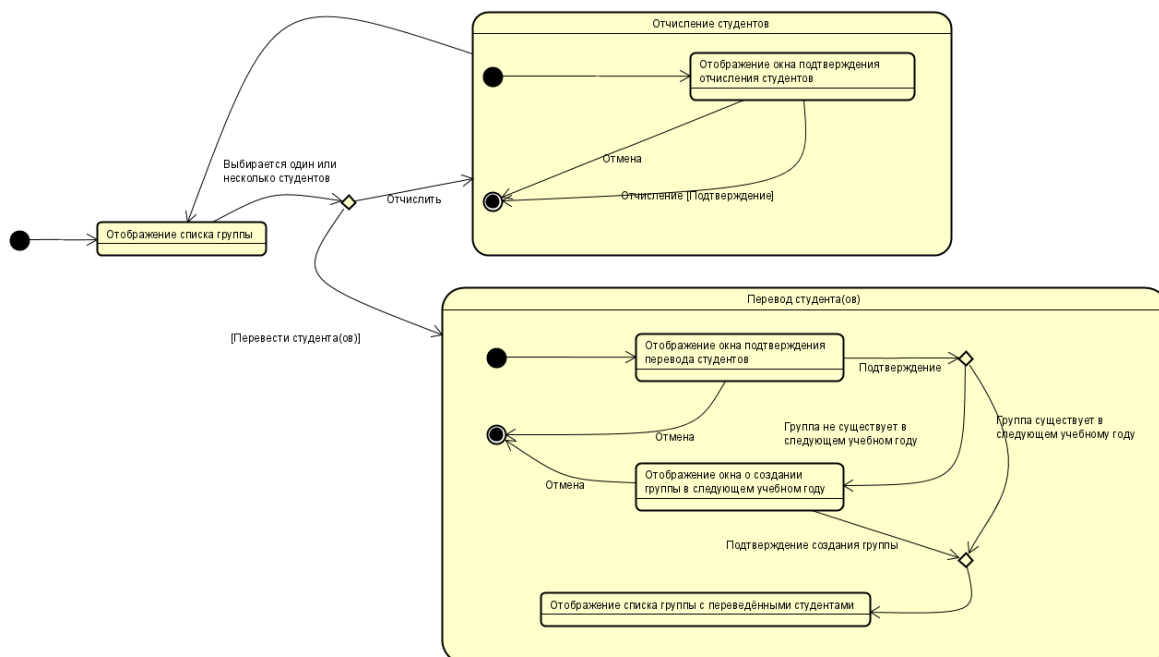 Отчисление студентов
Отображение окна подтверждения
отчисления студентов
Отмена
Отчисление [Подтверждение]
Выбирается один или
несколько студентов
Отчислить
Отображение списка группы
[Перевести студента(ов)]
Перевод студента(ов)
Отображение окна подтверждения
перевода студентов
Подтверждение
Отмена
Группа не существует в
следующем учебном году
Группа существует в
следующем учебному году
Отображение окна о создании
группы в следующем учебном году
Отмена
Подтверждение создания группы
Отображение списка группы с переведёнными студентами